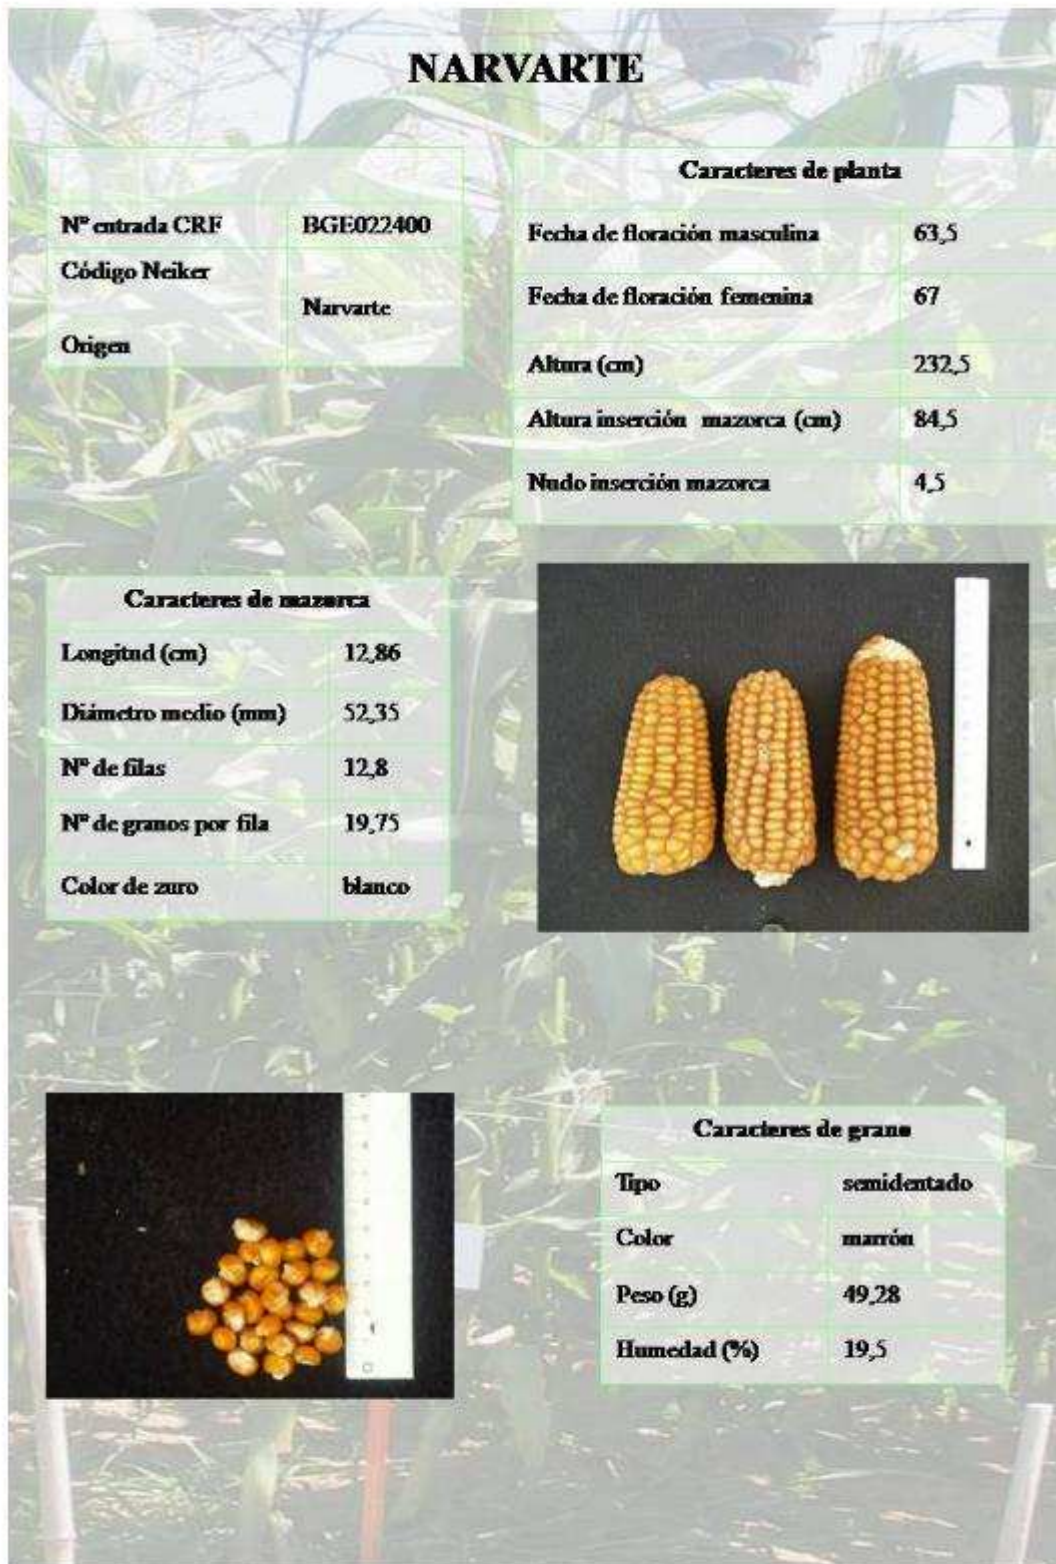 NARVARTE
Nº entrada CRF BGE022400
Código Neiker
Narvarte
Origen
Caracteres de planta
Fecha de floración masculina 63,5
Fecha de floración femenina 67
Altura (cm) 232,5
Altura inserción mazorca (cm) 84,5
Nudo inserción mazorca 4,5
Caracteres de mazorca
Longitud (cm) 12,86
Diámetro medio (mm) 52,35
Nº de filas 12,8
Nº de granos por fila 19,75
Color de zuro blanco
Caracteres de grano
Tipo semidentado
Color marrón
Peso (g) 49,28
Humedad (%) 19,5